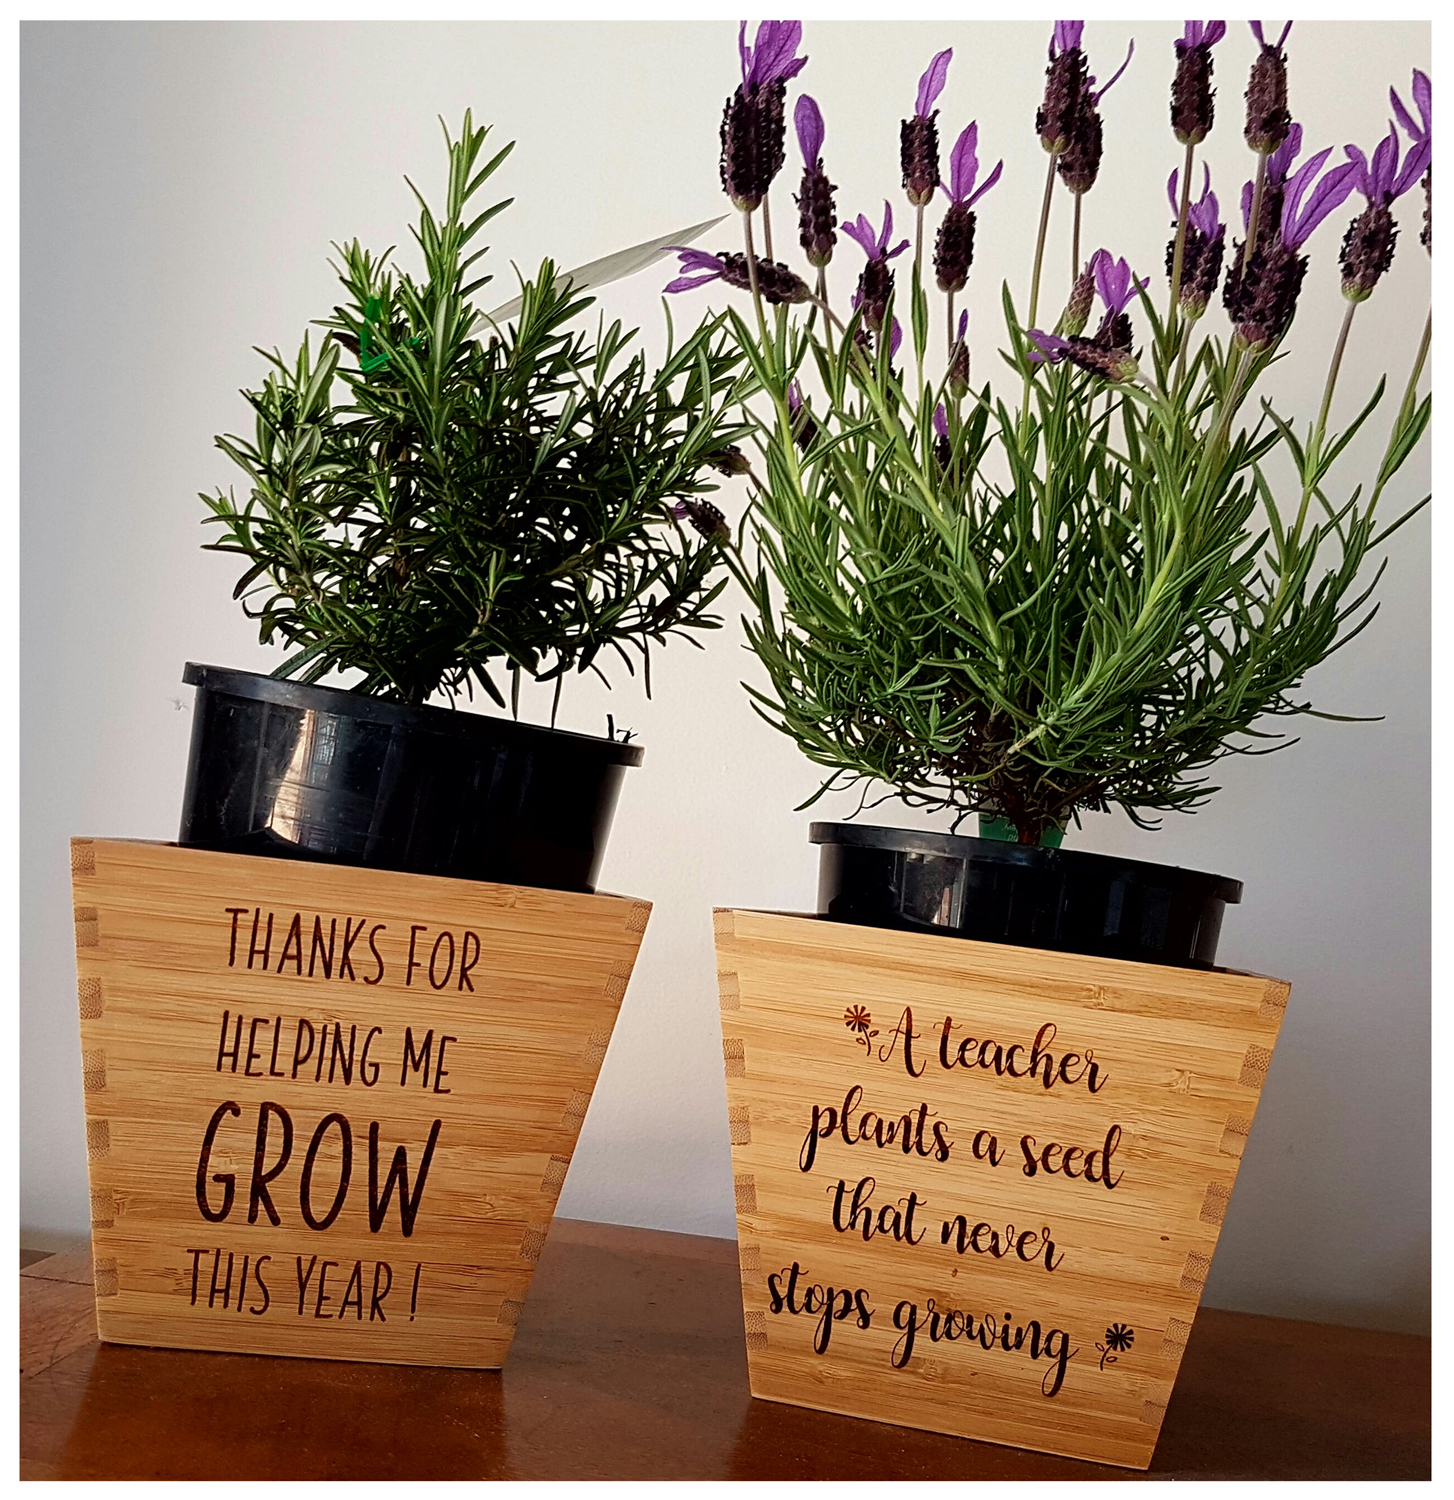 THANKS FOR
HELPING ME
GROW
THIS YEAR !
A teacher
plants a seed
that never
stops growing